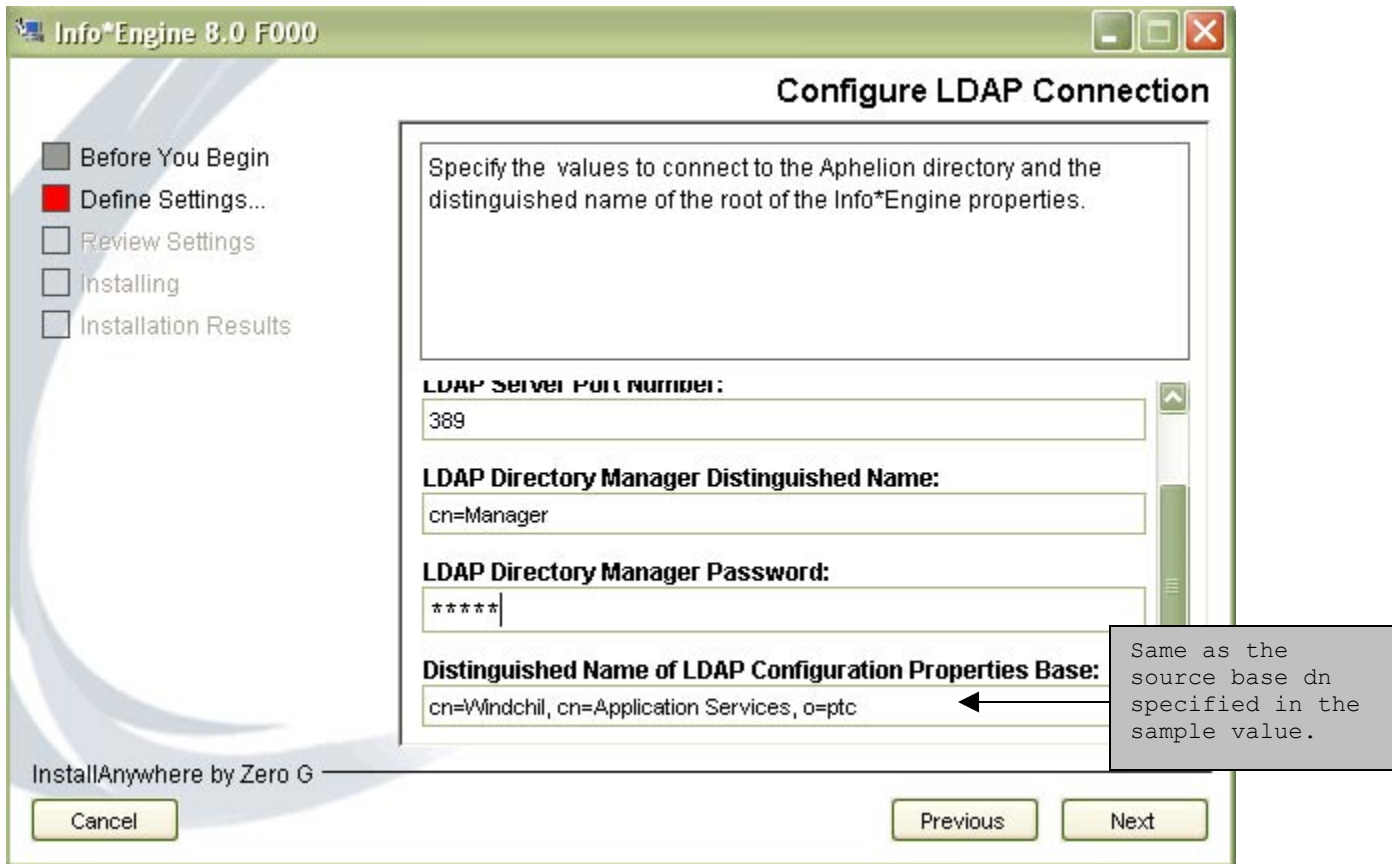 Info*Engine 8.0 F000
Configure LDAP Connection
Before You Begin
Define Settings...
Review Settings
Installing
Installation Results
Specify the values to connect to the Aphelion directory and the
distinguished name of the root of the Info*Engine properties.
LDAP Server Port Number:
389
LDAP Directory Manager Distinguished Name:
cn=Manager
LDAP Directory Manager Password:
*****
Distinguished Name of LDAP Configuration Properties Base:
cn=Windchil, cn=Application Services, o=ptc
Same as the
source base dn
specified in the
sample value.
InstallAnywhere by Zero G
Cancel
Previous
Next